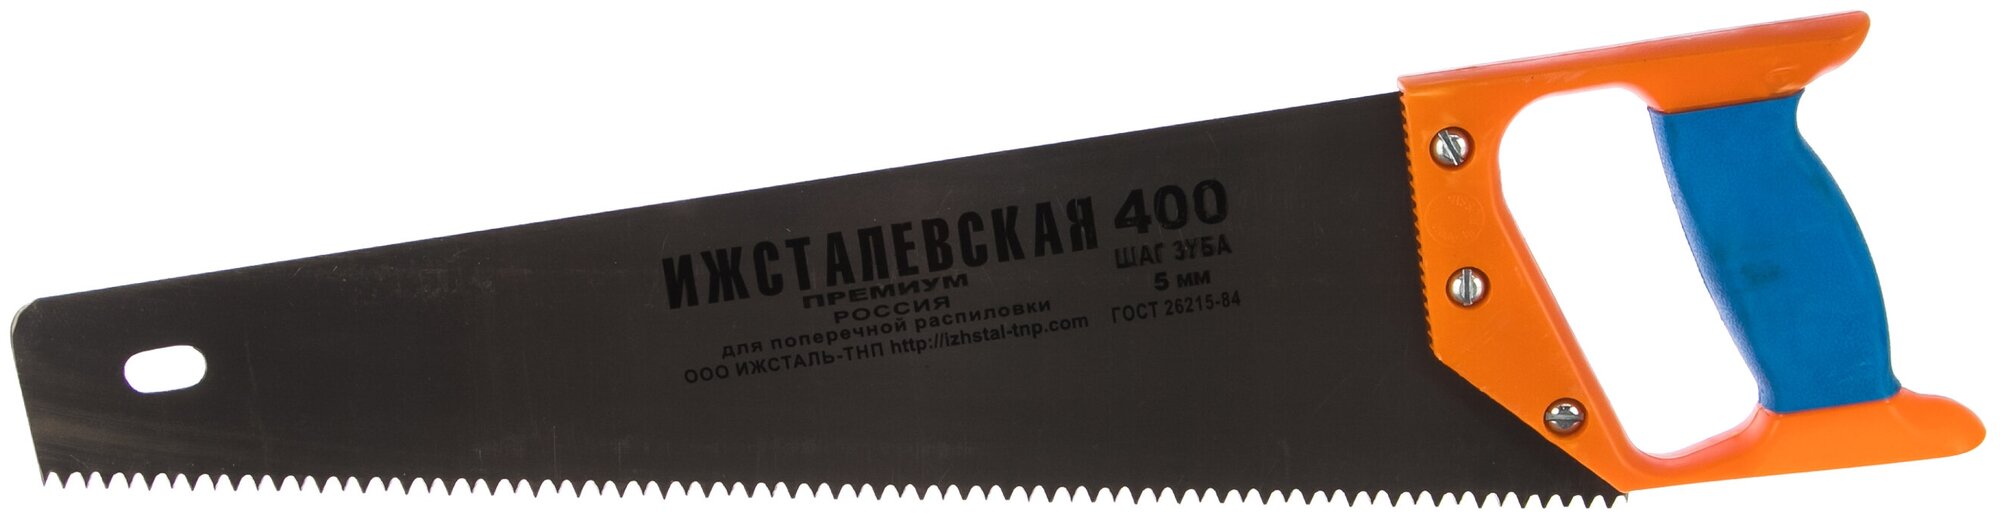 ИЖСТАЛЕВСКАЯ 400
ШАГ ЗУБА
5 мм
ПРЕМИУМ
РОССИЯ
для поперечной распиловки
ГОСТ 26215-84
ООО ИЖСТАЛЬ-ТНП http://izhstal-tnp.com